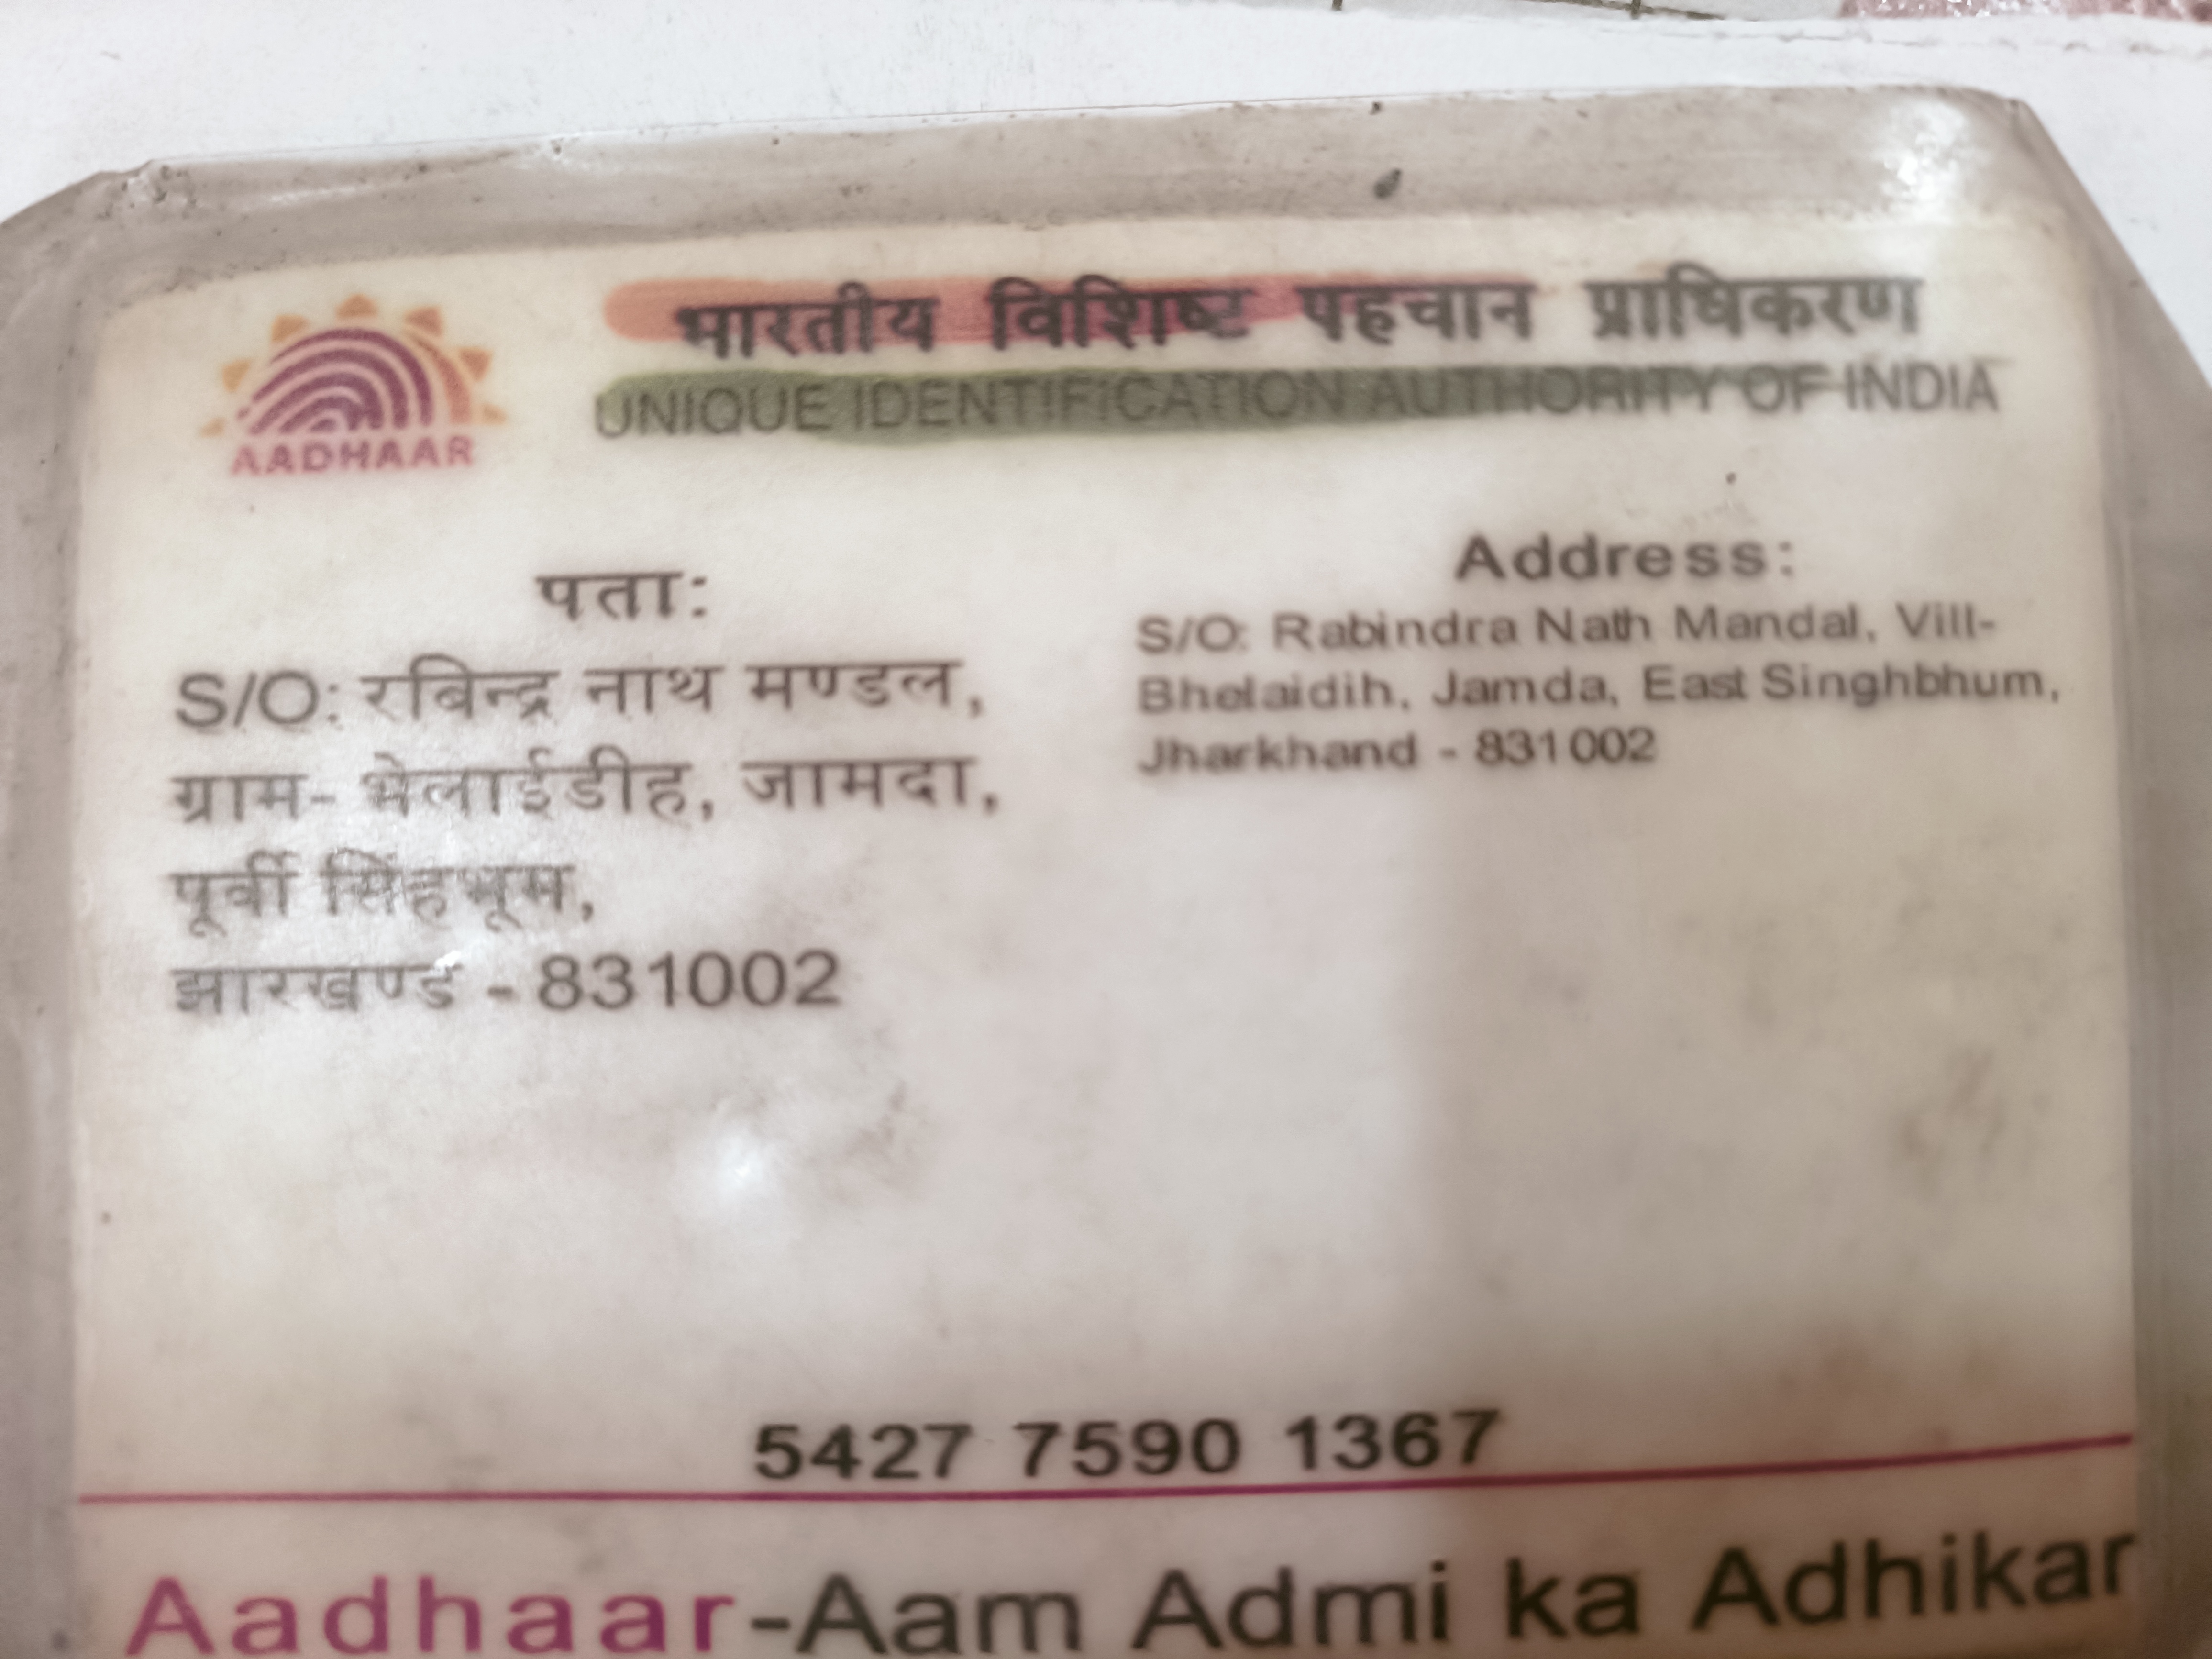 भारतीय विशिष्ट पहचान प्राधिकरण
UNIQUE IDENTIFICATION AUTHORITY OF INDIA
AADHAAR
पता:
S/O: रबिन्द्र नाथ मण्डल,
ग्राम- भेलाईडीह, जामदा,
पूर्वी सिंहभूम,
झारखण्ड - 831002
Address:
S/O: Rabindra Nath Mandal, Vill-
Bhelaidih, Jamda, East Singhbhum,
Jharkhand - 831002
5427 7590 1367
Aadhaar-Aam Admi ka Adhikar